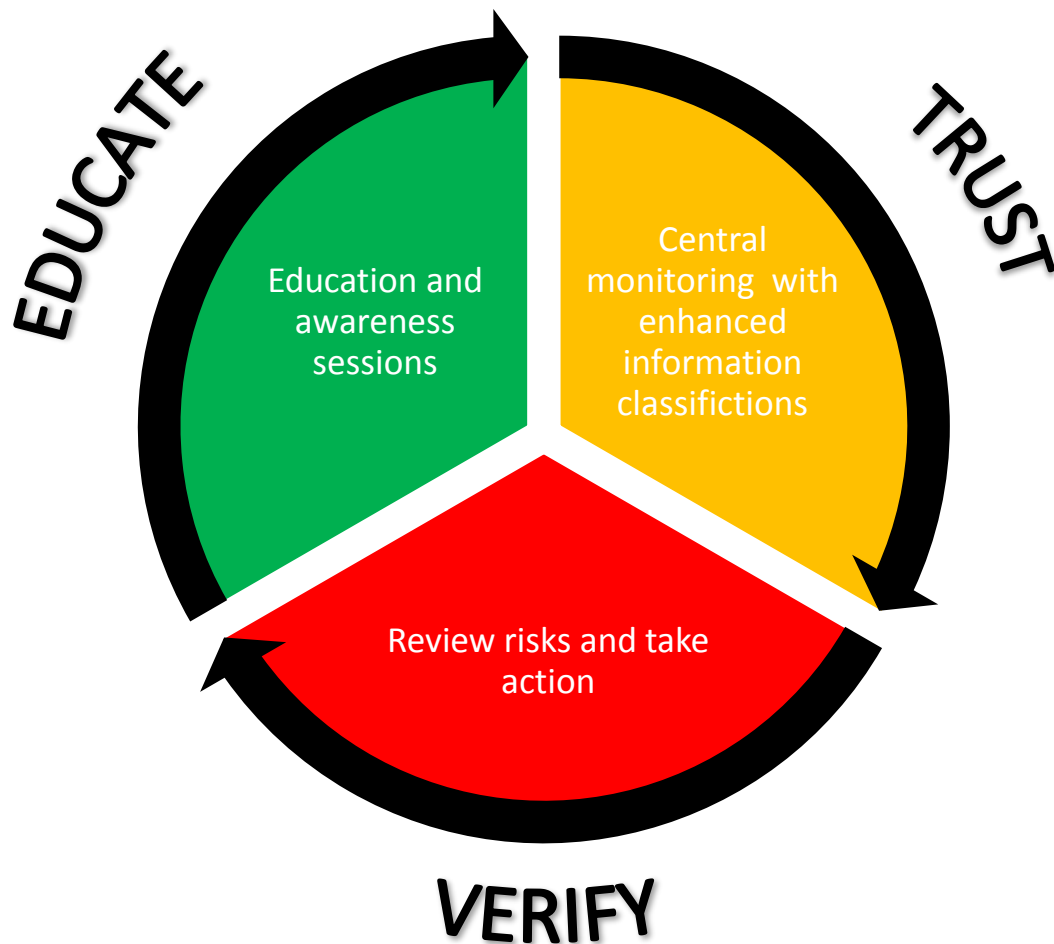 EDUCATE
TRUST
Education and
awareness
sessions
Central
monitoring  with
enhanced
information
classifictions
Review risks and take
action
VERIFY